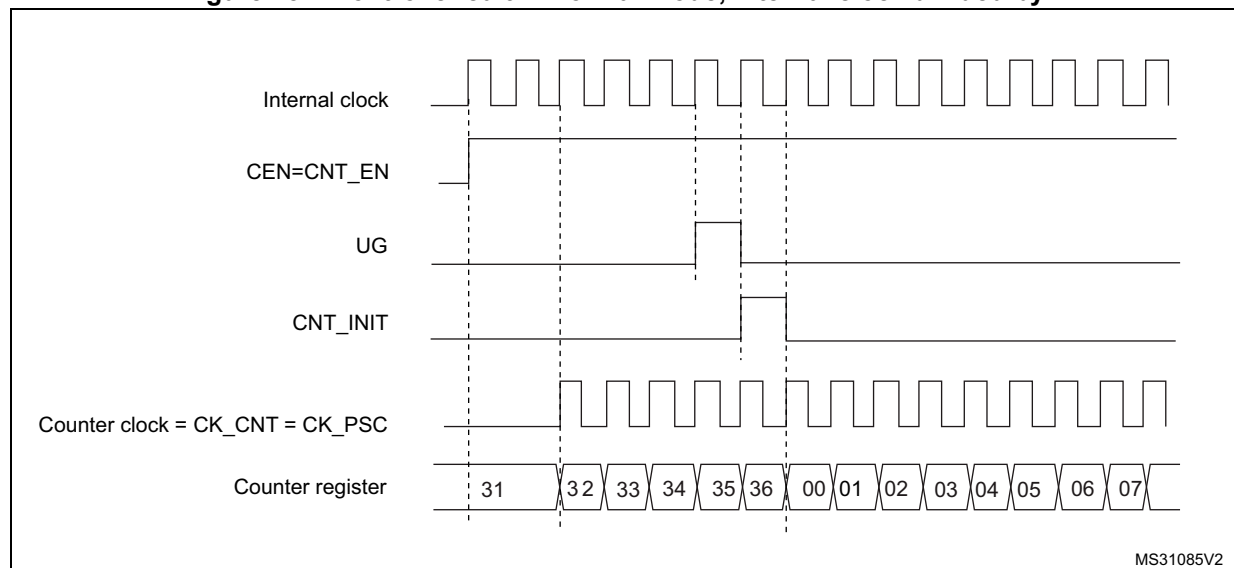 Internal clock
CEN=CNT_EN
UG
CNT_INIT
Counter clock = CK_CNT = CK_PSC
Counter register
31 32 33 34 35 36 00 01 02 03 04 05 06 07
MS31085V2